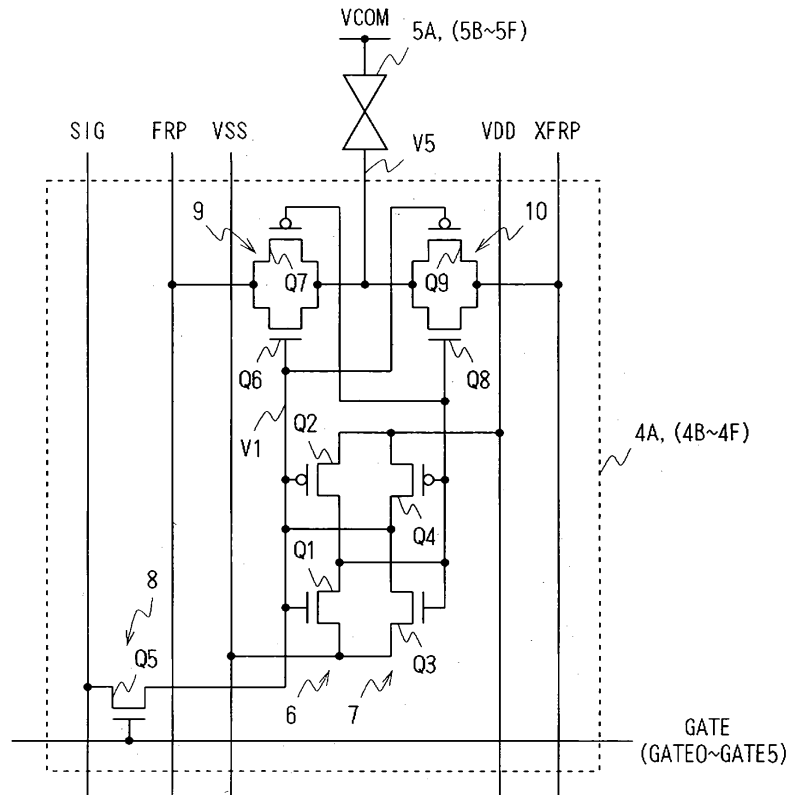 VCOM
5A, (5B~5F)
SIG
FRP
VSS
V5
VDD
XFRP
9
10
Q7
Q9
Q6
Q8
V1
Q2
4A, (4B~4F)
Q4
Q1
8
Q5
Q3
6
7
GATE
(GATE0~GATE5)